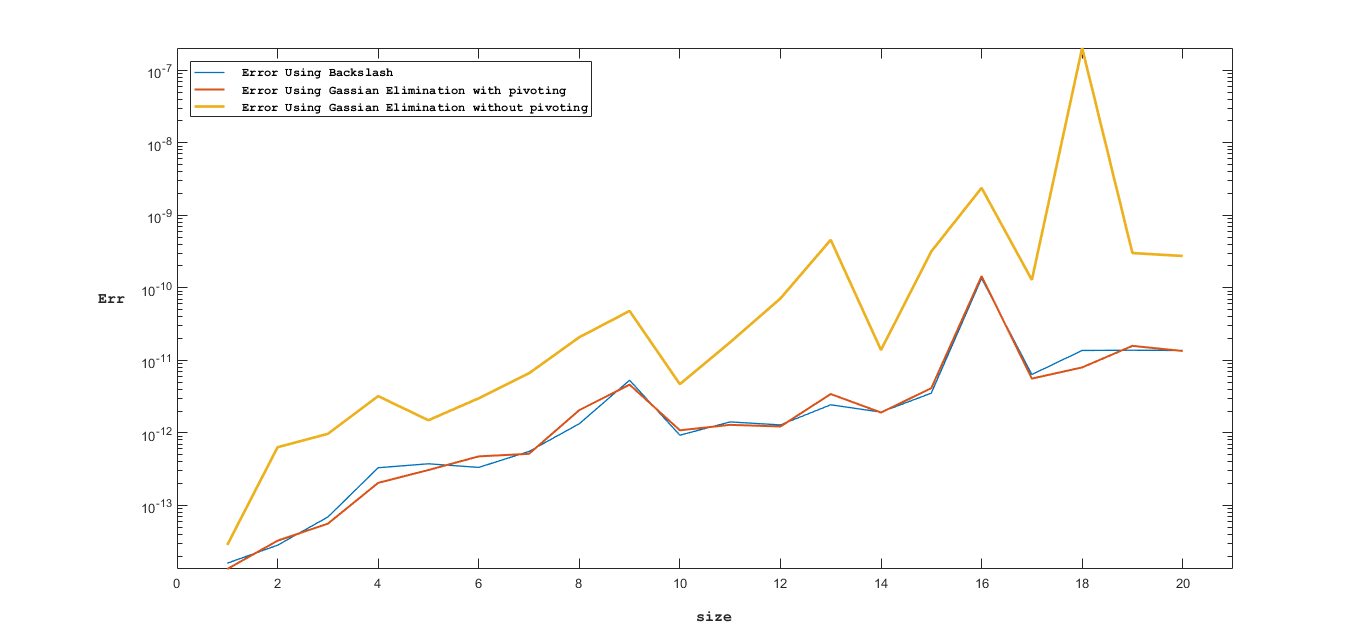 Error Using Backslash
Error Using Gassian Elimination with pivoting
Error Using Gassian Elimination without pivoting
10-7
10-8
10-9
10-10
10-11
10-12
10-13
Err
0 2 4 6 8 10 12 14 16 18 20
size